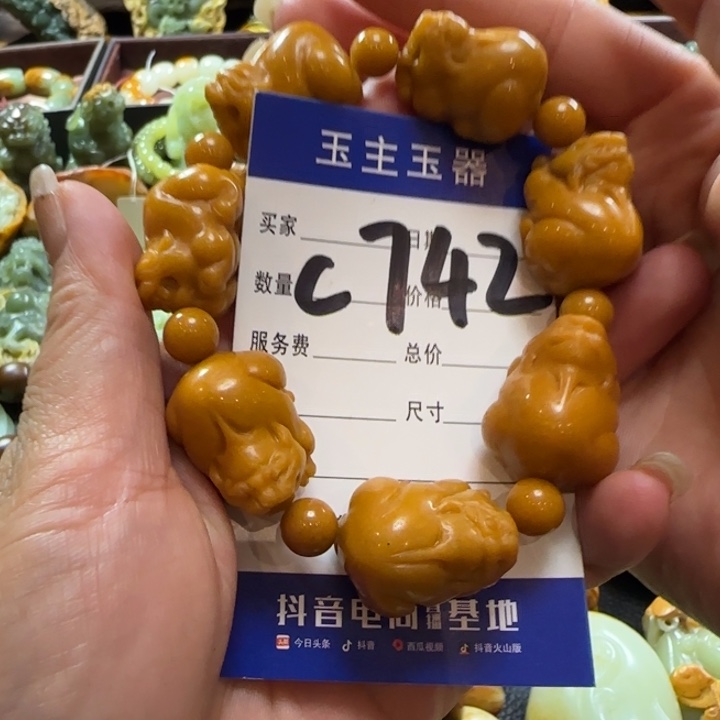 玉主玉器
买家 日期
C742
数量 价格
服务费 总价
尺寸
抖音电商直播基地
今日头条 抖音 西瓜视频 抖音火山版